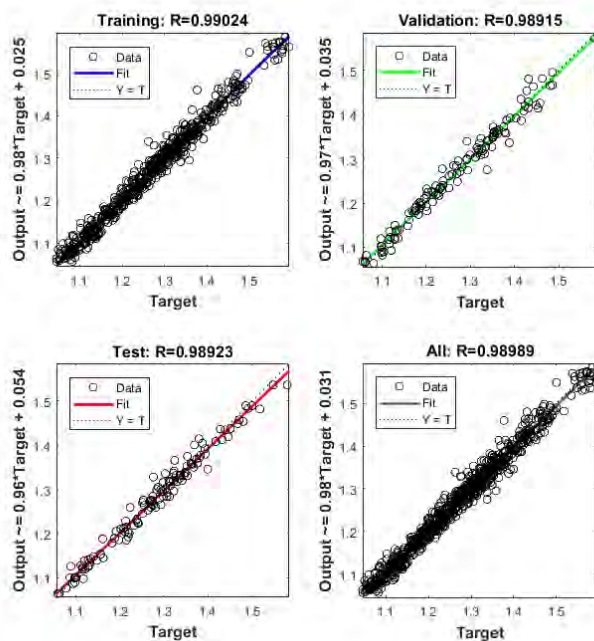 Training: R=0.99024
Output ~= 0.98*Target + 0.025
Data
Fit
Y = T
1.5
1.4
1.3
1.2
1.1
1.1 1.2 1.3 1.4 1.5
Target
Validation: R=0.98915
Output ~= 0.97*Target + 0.035
Data
Fit
Y = T
1.5
1.4
1.3
1.2
1.1
1.1 1.2 1.3 1.4 1.5
Target
Test: R=0.98923
Output ~= 0.96*Target + 0.054
Data
Fit
Y = T
1.5
1.4
1.3
1.2
1.1
1.1 1.2 1.3 1.4 1.5
Target
All: R=0.98989
Output ~= 0.98*Target + 0.031
Data
Fit
Y = T
1.5
1.4
1.3
1.2
1.1
1.1 1.2 1.3 1.4 1.5
Target